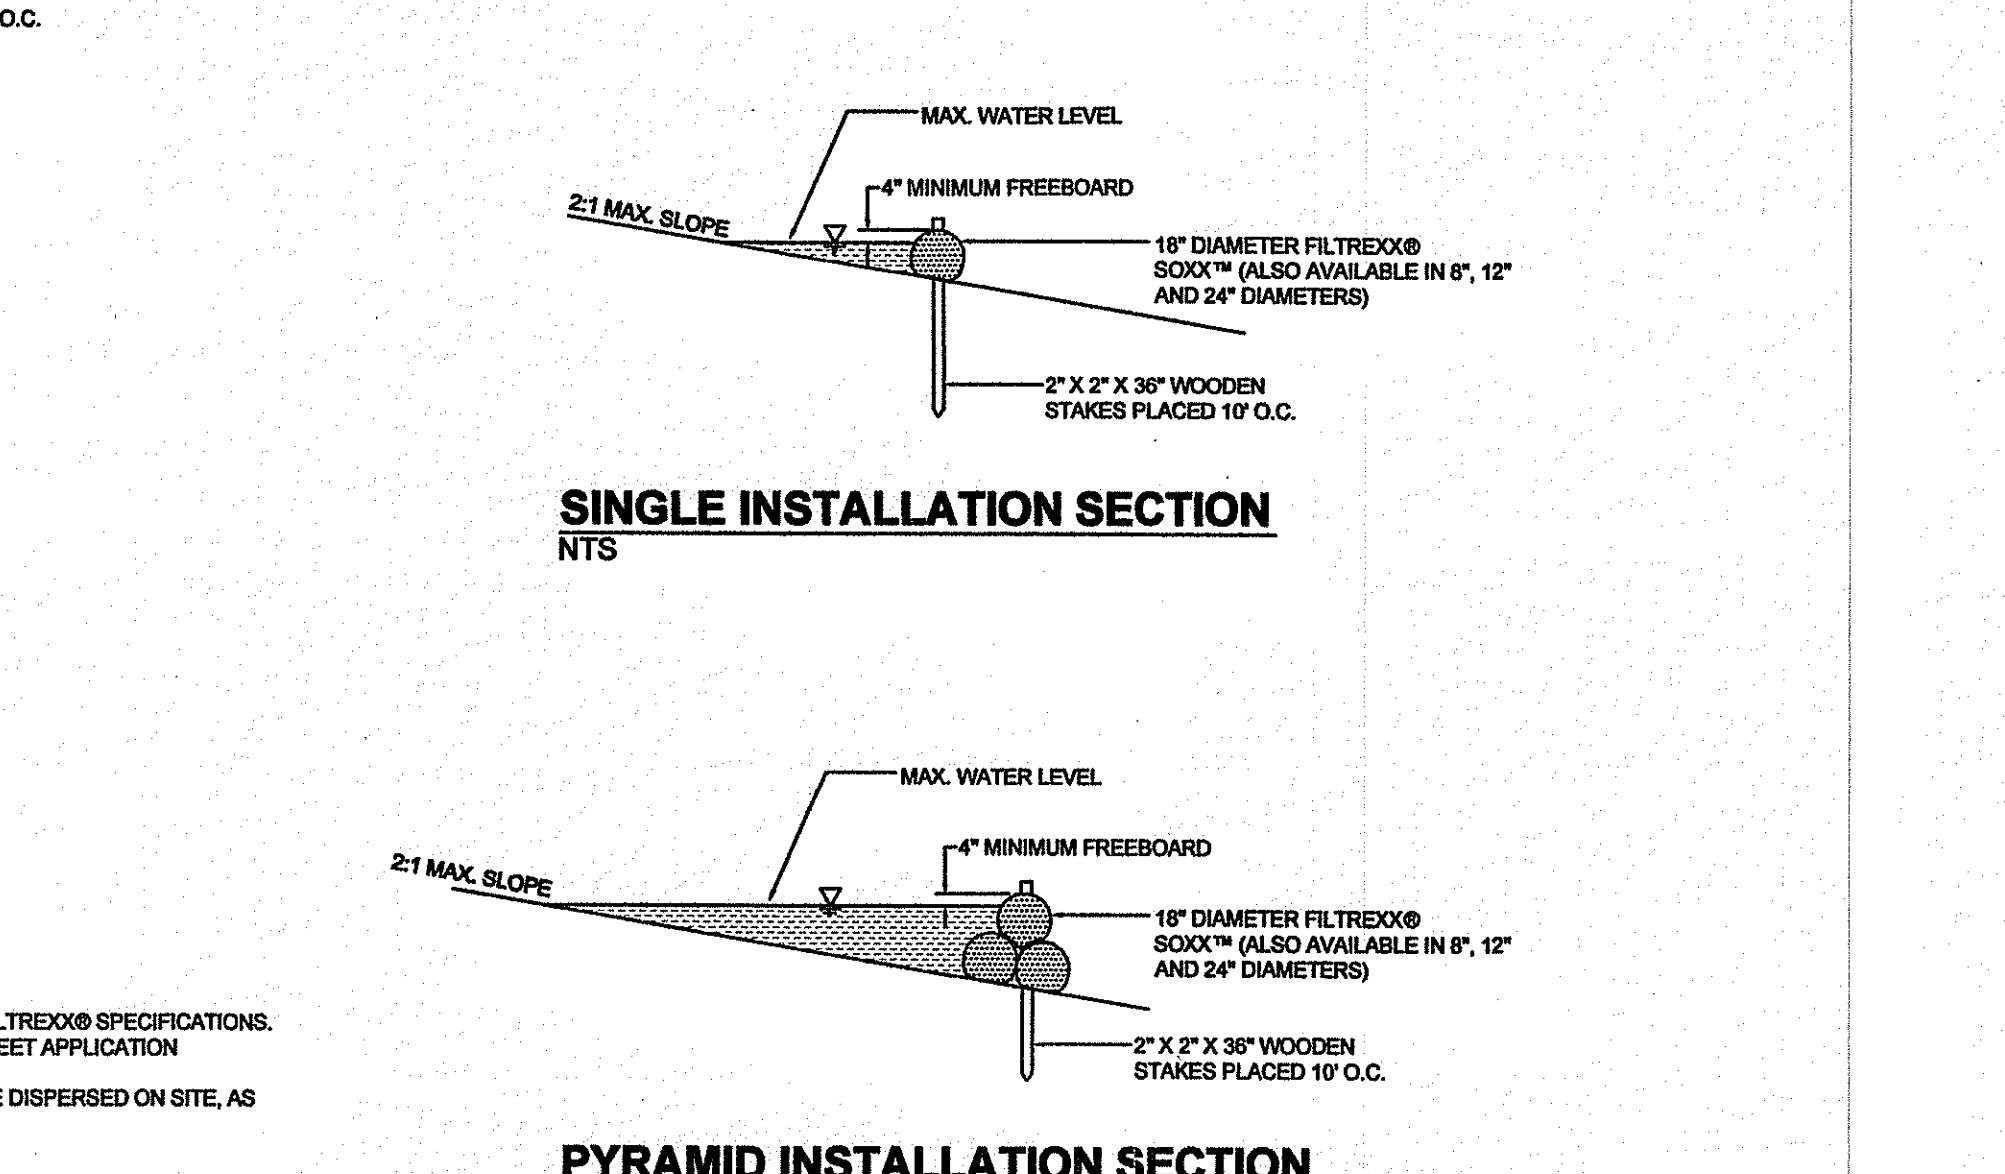 O.C.
MAX. WATER LEVEL
4" MINIMUM FREEBOARD
2:1 MAX. SLOPE
18" DIAMETER FILTREXX®
SOXX™ (ALSO AVAILABLE IN 8", 12"
AND 24" DIAMETERS)
2" X 2" X 36" WOODEN
STAKES PLACED 10' O.C.
SINGLE INSTALLATION SECTION
NTS
MAX. WATER LEVEL
4" MINIMUM FREEBOARD
2:1 MAX. SLOPE
18" DIAMETER FILTREXX®
SOXX™ (ALSO AVAILABLE IN 8", 12"
AND 24" DIAMETERS)
LTREXX® SPECIFICATIONS.
EET APPLICATION
2" X 2" X 36" WOODEN
STAKES PLACED 10' O.C.
E DISPERSED ON SITE, AS
PYRAMID INSTALLATION SECTION